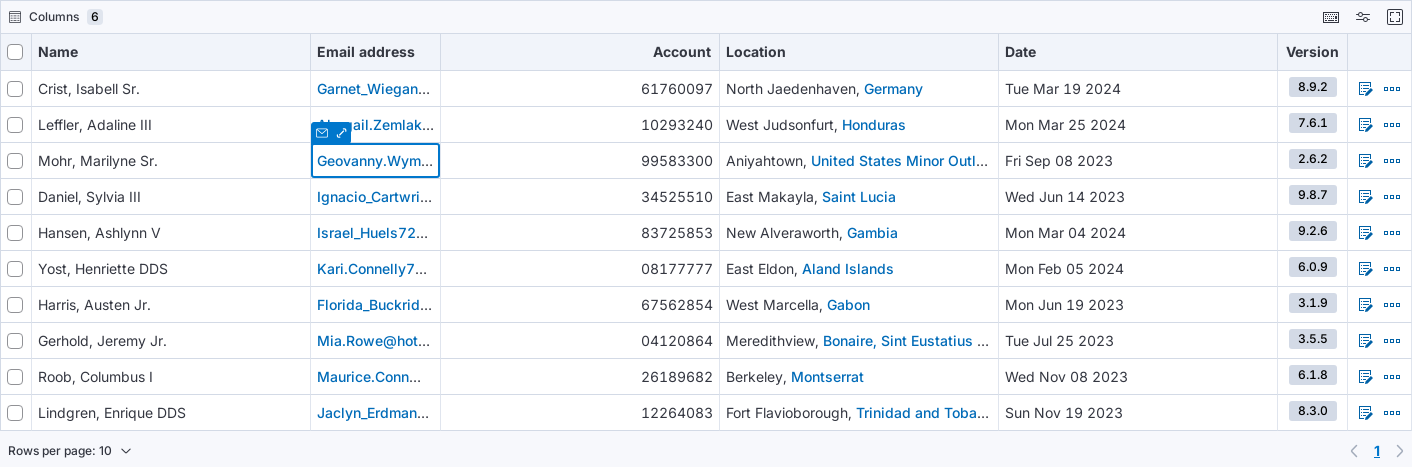 Columns 6
Name Email address Account Location Date Version
Crist, Isabell Sr. Garnet_Wiegan... 61760097 North Jaedenhaven, Germany Tue Mar 19 2024 8.9.2
Leffler, Adaline III 10293240 West Judsonfurt, Honduras Mon Mar 25 2024 7.6.1
Mohr, Marilyne Sr. Geovanny.Wym... 99583300 Aniyahtown, United States Minor Outl... Fri Sep 08 2023 2.6.2
Daniel, Sylvia III Ignacio_Cartwri... 34525510 East Makayla, Saint Lucia Wed Jun 14 2023 9.8.7
Hansen, Ashlynn V Israel_Huels72... 83725853 New Alveraworth, Gambia Mon Mar 04 2024 9.2.6
Yost, Henriette DDS Kari.Connelly7... 08177777 East Eldon, Aland Islands Mon Feb 05 2024 6.0.9
Harris, Austen Jr. Florida_Buckrid... 67562854 West Marcella, Gabon Mon Jun 19 2023 3.1.9
Gerhold, Jeremy Jr. Mia.Rowe@hot... 04120864 Meredithview, Bonaire, Sint Eustatius ... Tue Jul 25 2023 3.5.5
Roob, Columbus I Maurice.Conn... 26189682 Berkeley, Montserrat Wed Nov 08 2023 6.1.8
Lindgren, Enrique DDS Jaclyn_Erdman... 12264083 Fort Flavioborough, Trinidad and Toba... Sun Nov 19 2023 8.3.0
Rows per page: 10 1